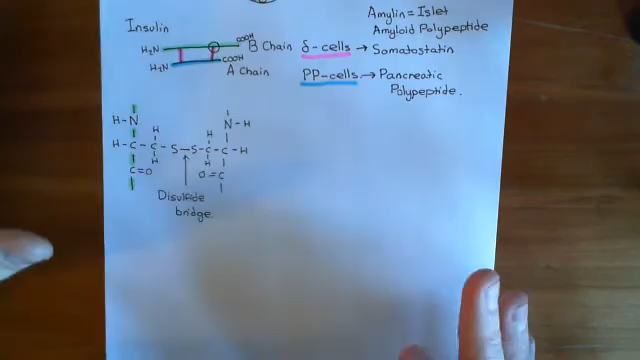 Insulin
H₂N COOH B Chain
H₂N COOH A Chain
Amylin = Islet
Amyloid Polypeptide
δ-cells → Somatostatin
PP-cells → Pancreatic
Polypeptide.
H-N N-H
H H
H-C-C-S-S-C-C-H
H H
C=O O=C
Disulfide
bridge.